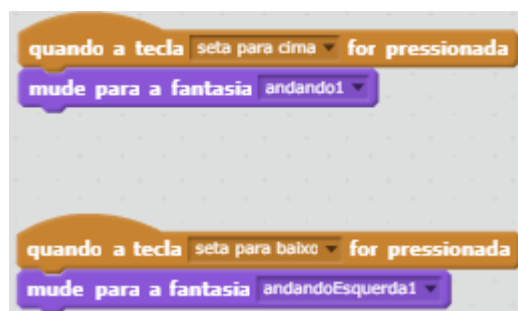 quando a tecla seta para cima for pressionada
mude para a fantasia andando1
quando a tecla seta para baixo for pressionada
mude para a fantasia andandoEsquerda1